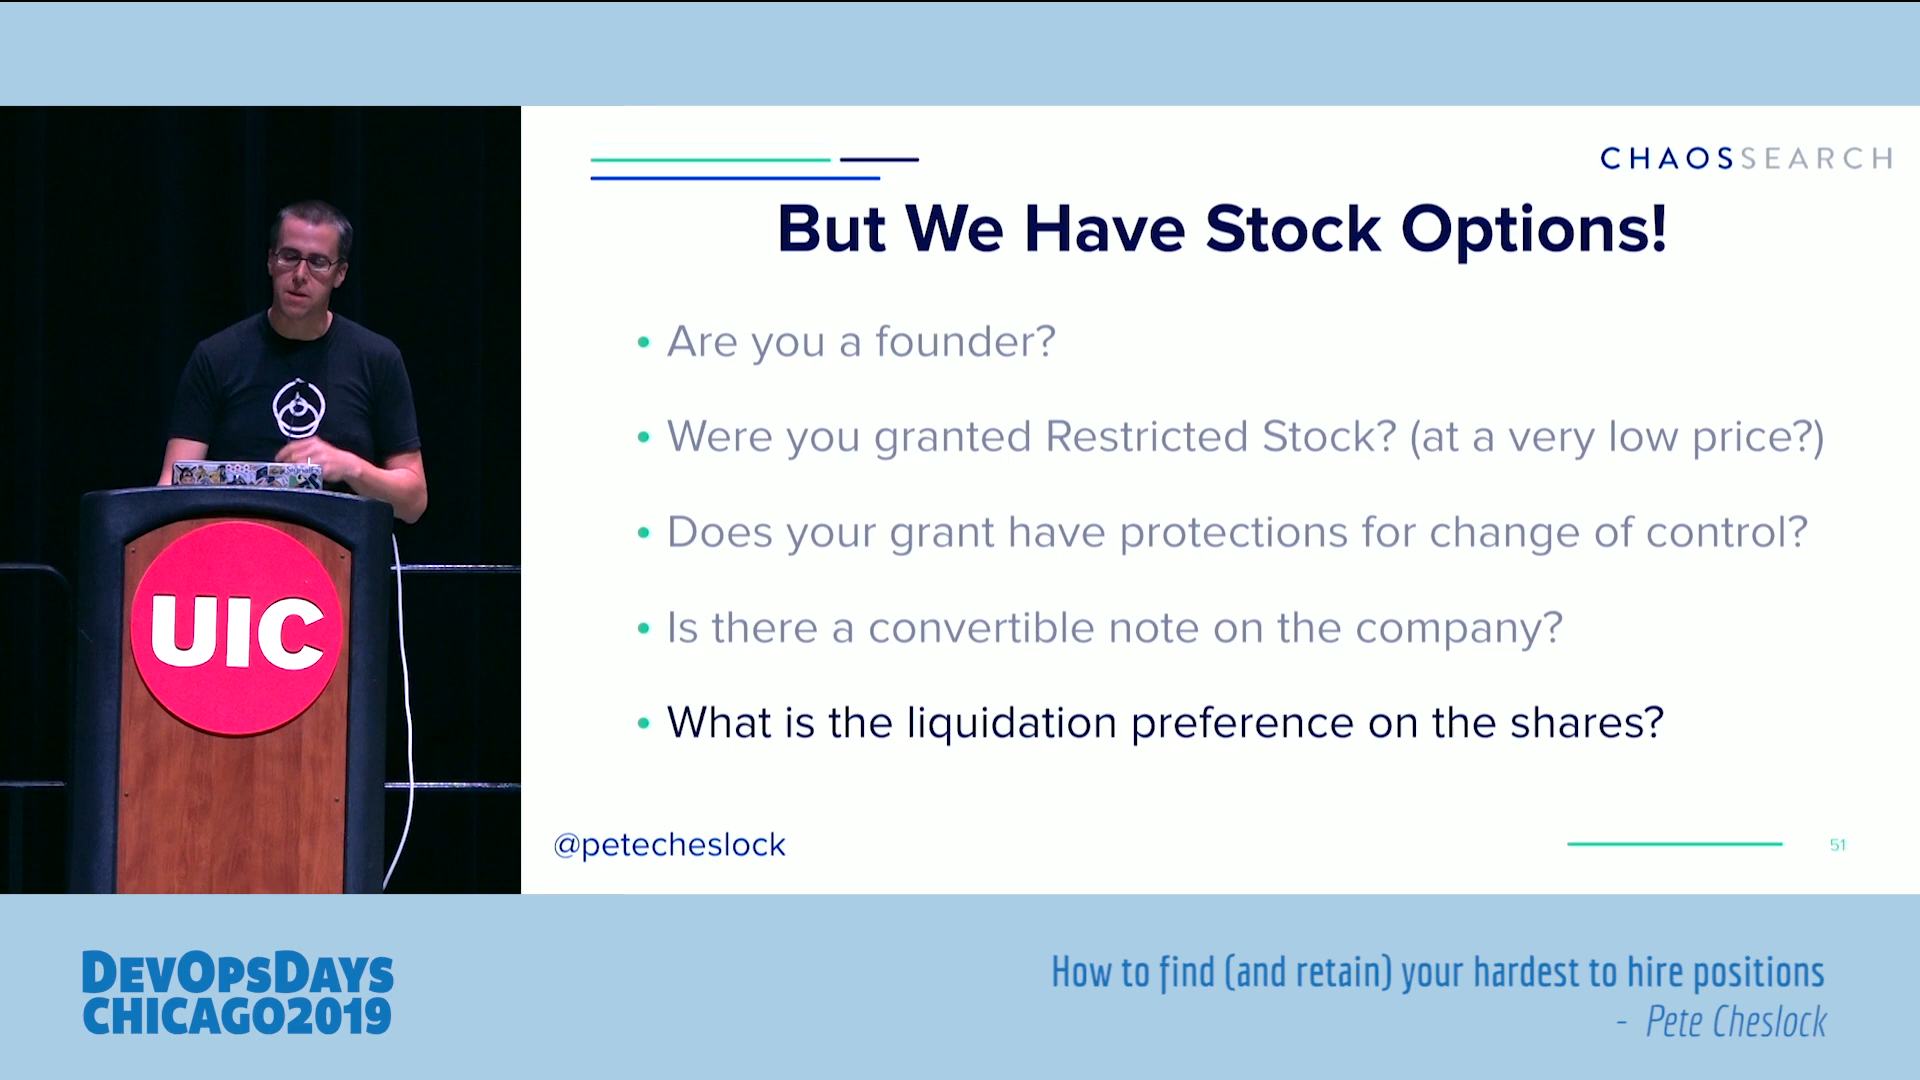 CHAOSSEARCH
But We Have Stock Options!
• Are you a founder?
• Were you granted Restricted Stock? (at a very low price?)
• Does your grant have protections for change of control?
• Is there a convertible note on the company?
• What is the liquidation preference on the shares?
@petecheslock
51
UIC
DEVOPSDAYS
CHICAGO2019
How to find (and retain) your hardest to hire positions
- Pete Cheslock